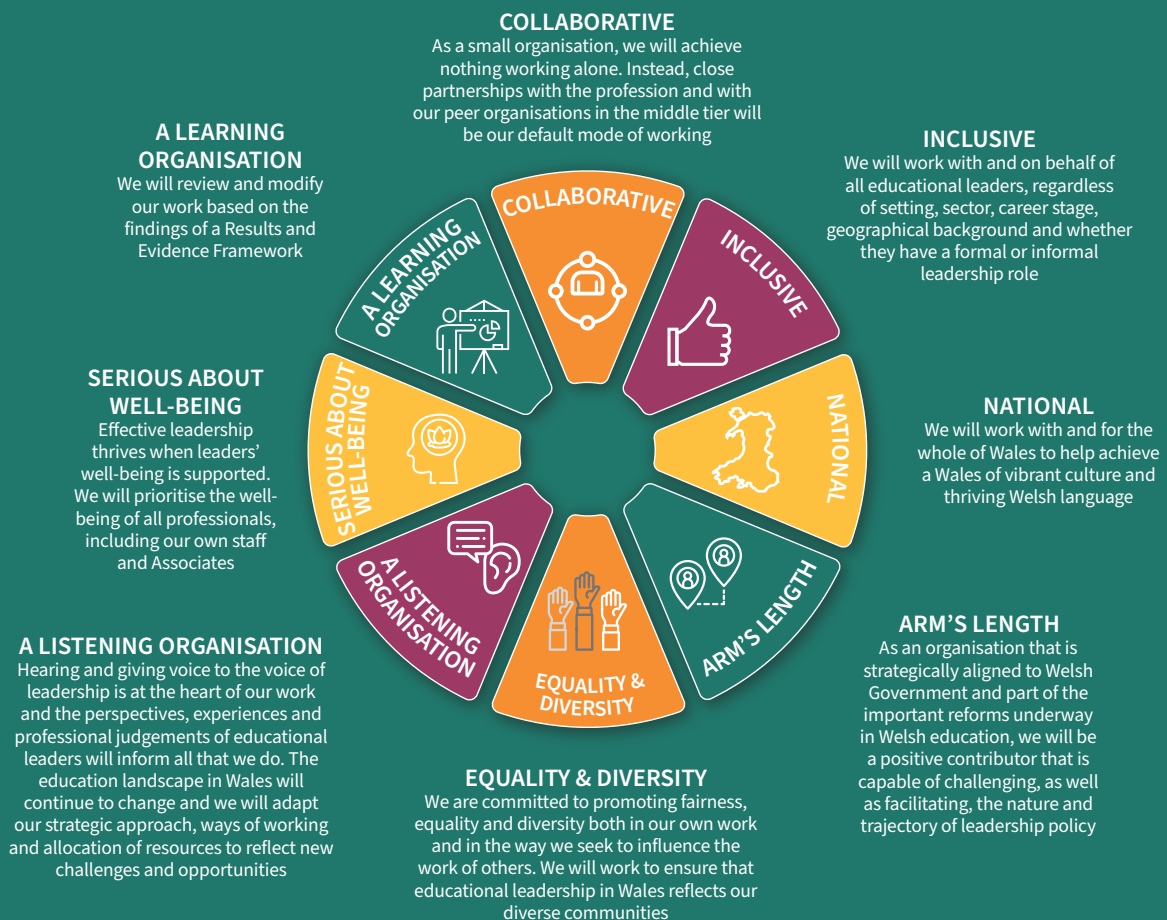 COLLABORATIVE
As a small organisation, we will achieve
nothing working alone. Instead, close
partnerships with the profession and with
our peer organisations in the middle tier will
be our default mode of working
INCLUSIVE
We will work with and on behalf of
all educational leaders, regardless
of setting, sector, career stage,
geographical background and whether
they have a formal or informal
leadership role
NATIONAL
We will work with and for the
whole of Wales to help achieve
a Wales of vibrant culture and
thriving Welsh language
ARM'S LENGTH
As an organisation that is
strategically aligned to Welsh
Government and part of the
important reforms underway
in Welsh education, we will be
a positive contributor that is
capable of challenging, as well
as facilitating, the nature and
trajectory of leadership policy
EQUALITY & DIVERSITY
We are committed to promoting fairness,
equality and diversity both in our own work
and in the way we seek to influence the
work of others. We will work to ensure that
educational leadership in Wales reflects our
diverse communities
A LISTENING ORGANISATION
Hearing and giving voice to the voice of
leadership is at the heart of our work
and the perspectives, experiences and
professional judgements of educational
leaders will inform all that we do. The
education landscape in Wales will
continue to change and we will adapt
our strategic approach, ways of working
and allocation of resources to reflect new
challenges and opportunities
SERIOUS ABOUT
WELL-BEING
Effective leadership
thrives when leaders'
well-being is supported.
We will prioritise the well-
being of all professionals,
including our own staff
and Associates
A LEARNING
ORGANISATION
We will review and modify
our work based on the
findings of a Results and
Evidence Framework
COLLABORATIVE
INCLUSIVE
NATIONAL
ARM'S LENGTH
EQUALITY &
DIVERSITY
A LISTENING
ORGANISATION
SERIOUS ABOUT
WELL-BEING
A LEARNING
ORGANISATION